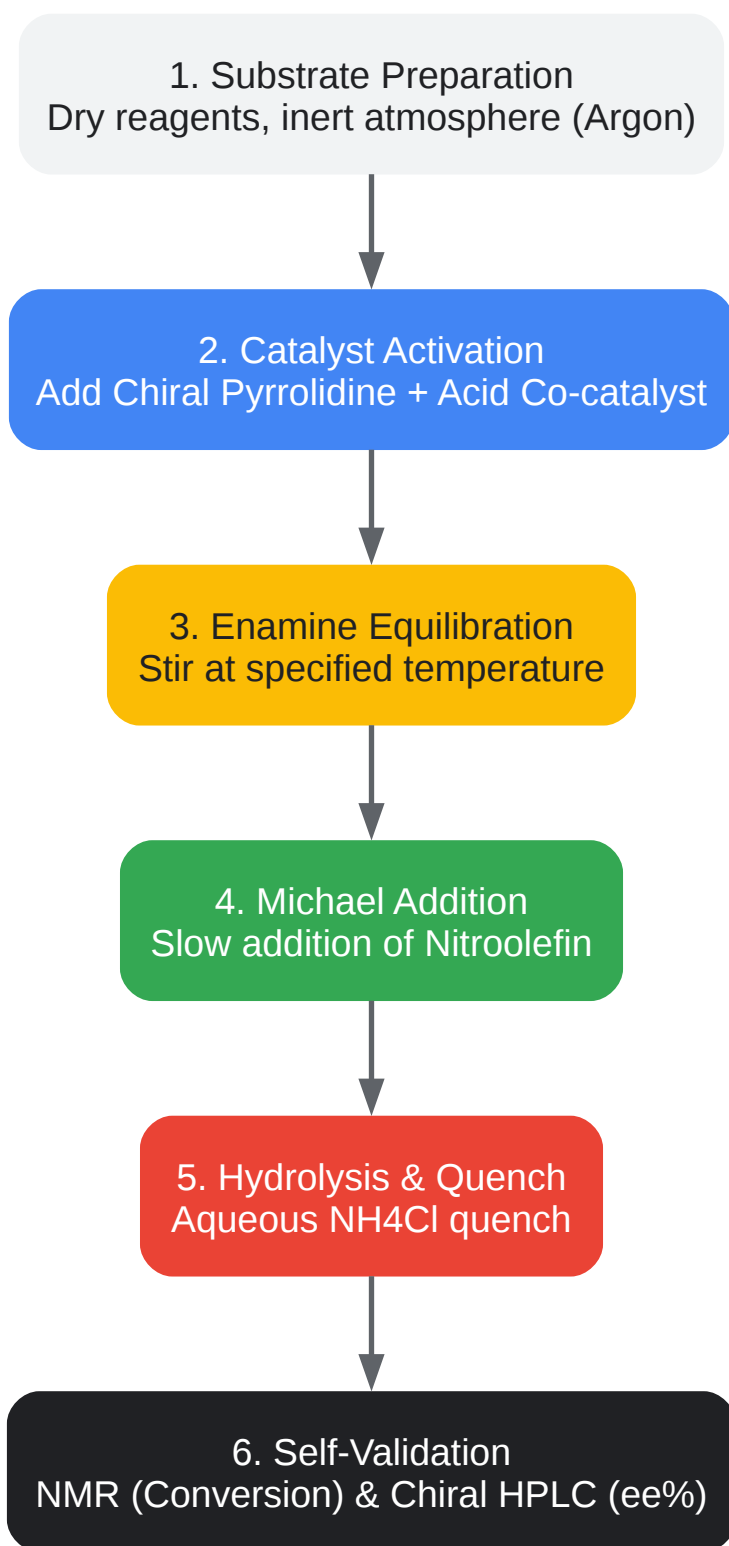 1. Substrate Preparation
Dry reagents, inert atmosphere (Argon)
2. Catalyst Activation
Add Chiral Pyrrolidine + Acid Co-catalyst
3. Enamine Equilibration
Stir at specified temperature
4. Michael Addition
Slow addition of Nitroolefin
5. Hydrolysis & Quench
Aqueous NH4Cl quench
6. Self-Validation
NMR (Conversion) & Chiral HPLC (ee%)